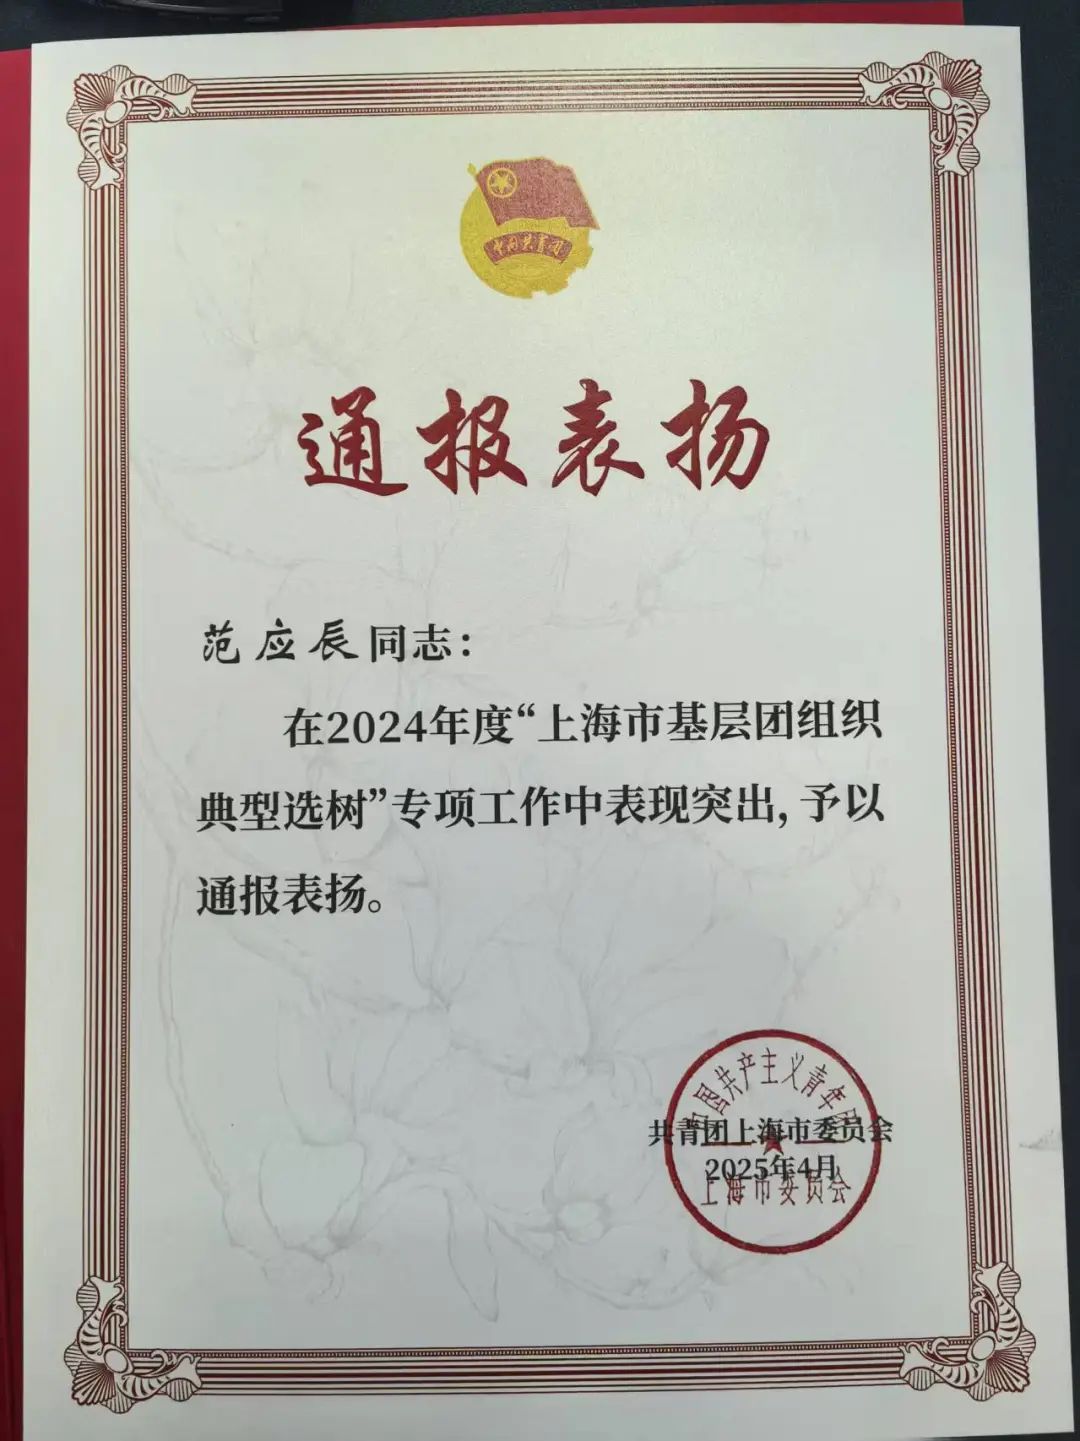 中国共青团
通报表扬
范应辰同志：
在2024年度“上海市基层团组织
典型选树”专项工作中表现突出，予以
通报表扬。
中国共产主义青年团
共青团上海市委员会
2025年4月
上海市委员会